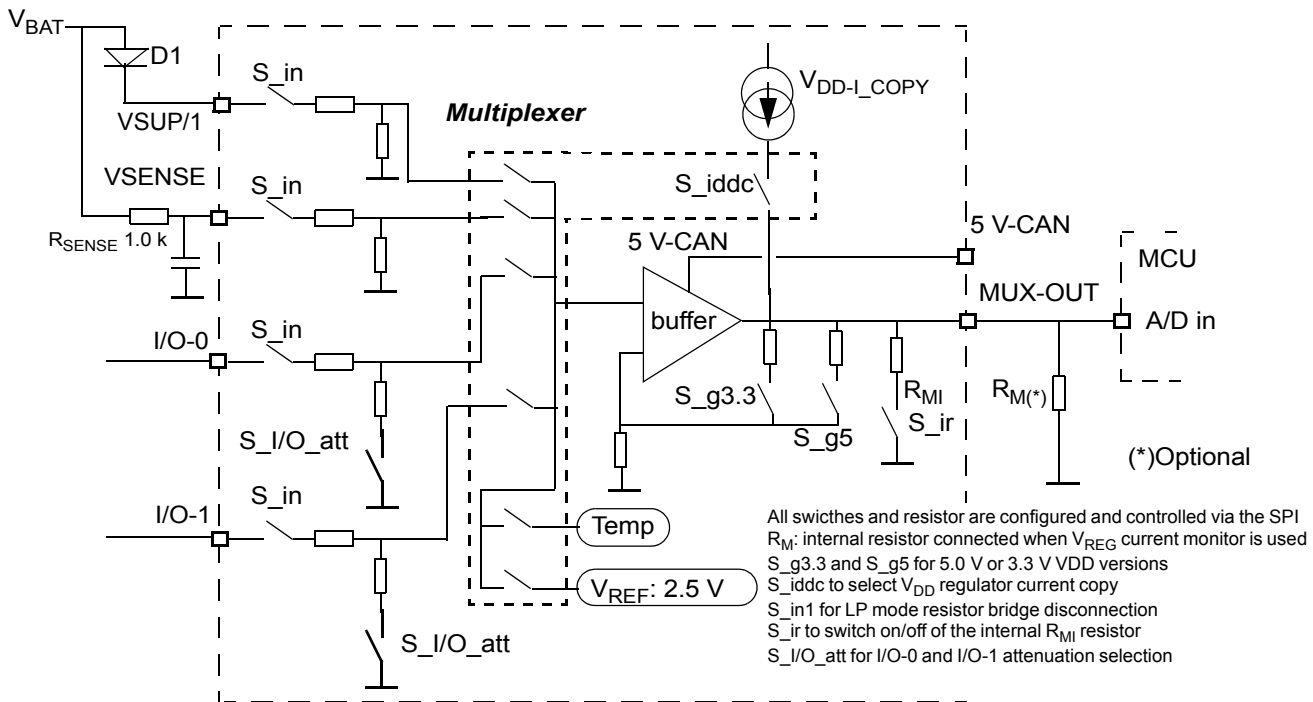 VBAT
D1
S_in
VSUP/1
Multiplexer
VDD-I_COPY
VSENSE
S_in
S_iddc
RSENSE 1.0 k
5 V-CAN
5 V-CAN
MCU
MUX-OUT
buffer
A/D in
I/O-0
S_in
S_g3.3
RMI
RM(*)
S_ir
S_g5
S_I/O_att
(*)Optional
I/O-1
S_in
Temp
VREF: 2.5 V
S_I/O_att
All swicthes and resistor are configured and controlled via the SPI
RM: internal resistor connected when VREG current monitor is used
S_g3.3 and S_g5 for 5.0 V or 3.3 V VDD versions
S_iddc to select VDD regulator current copy
S_in1 for LP mode resistor bridge disconnection
S_ir to switch on/off of the internal RMI resistor
S_I/O_att for I/O-0 and I/O-1 attenuation selection